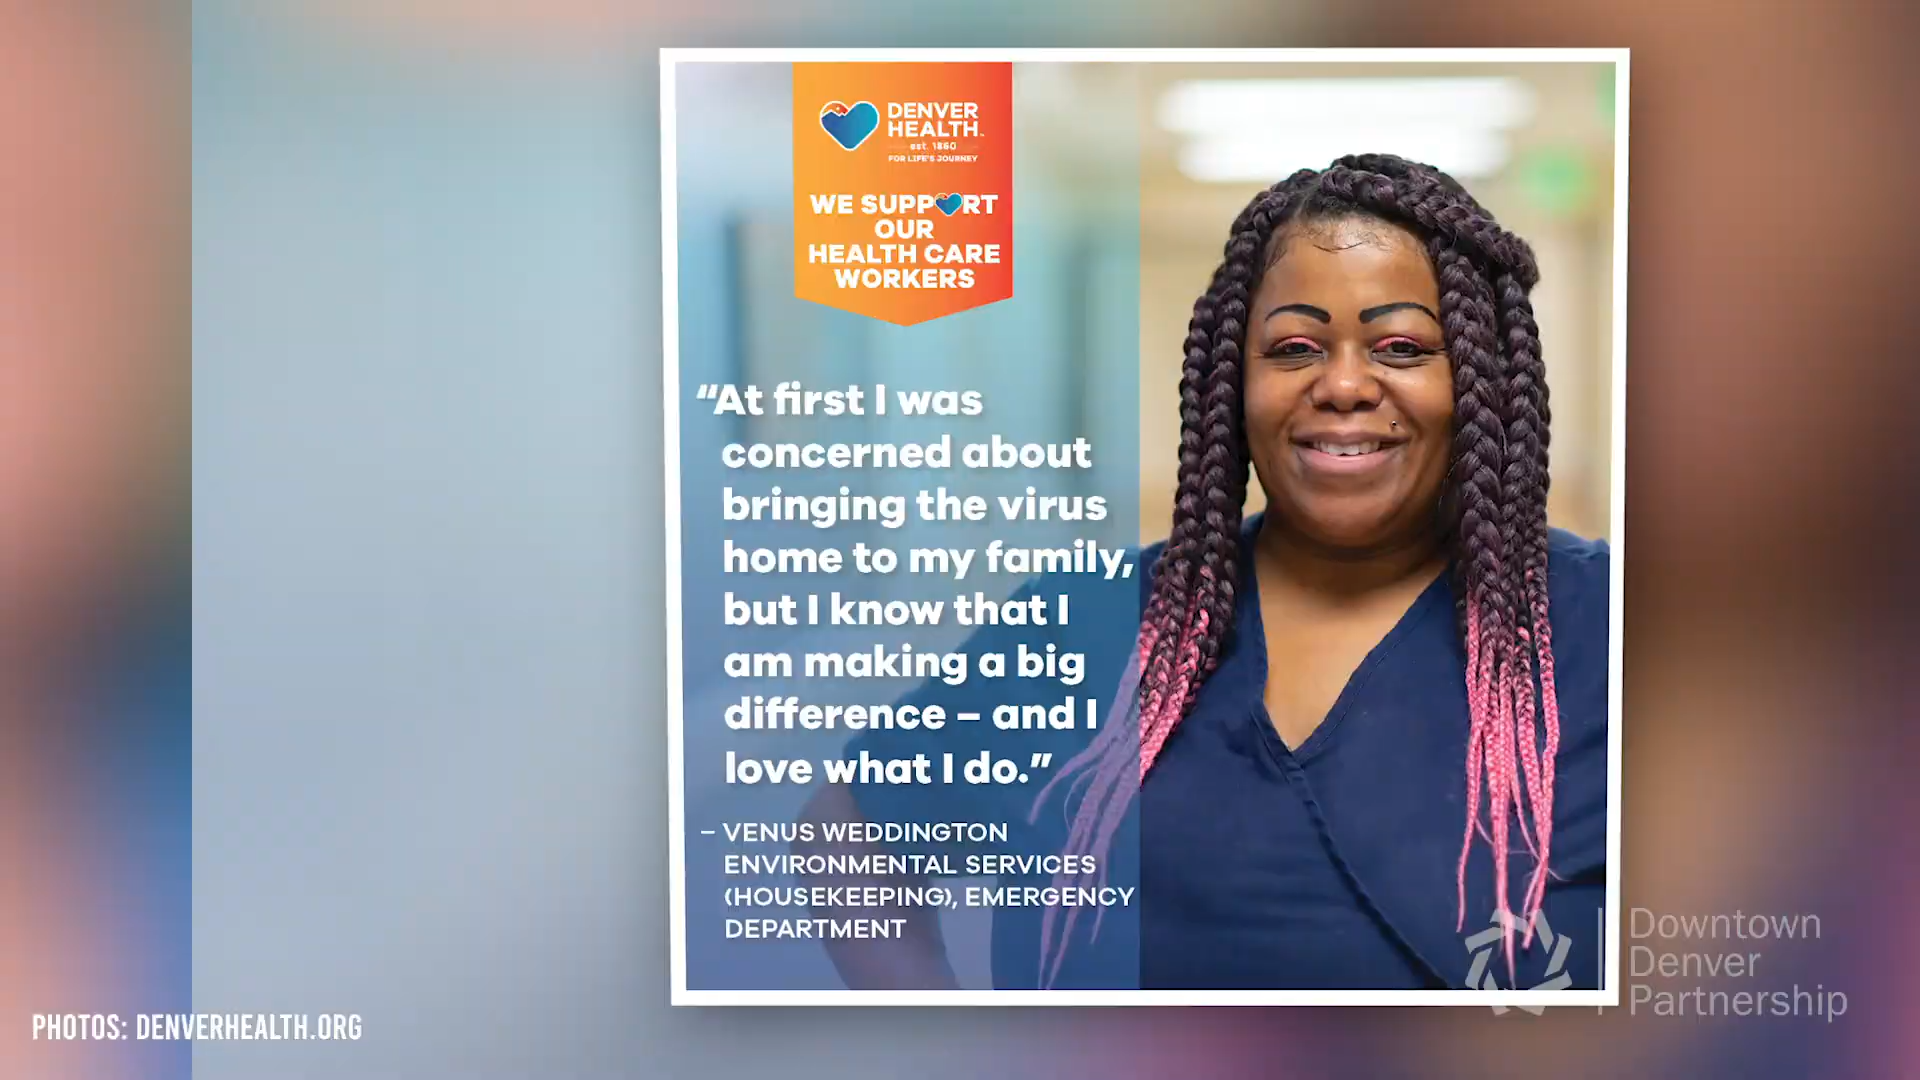 DENVER
HEALTH™
est. 1860
FOR LIFE'S JOURNEY
WE SUPPORT
OUR
HEALTH CARE
WORKERS
“At first I was
concerned about
bringing the virus
home to my family,
but I know that I
am making a big
difference – and I
love what I do.”
– VENUS WEDDINGTON
ENVIRONMENTAL SERVICES
(HOUSEKEEPING), EMERGENCY
DEPARTMENT
Downtown
Denver
Partnership
PHOTOS: DENVERHEALTH.ORG